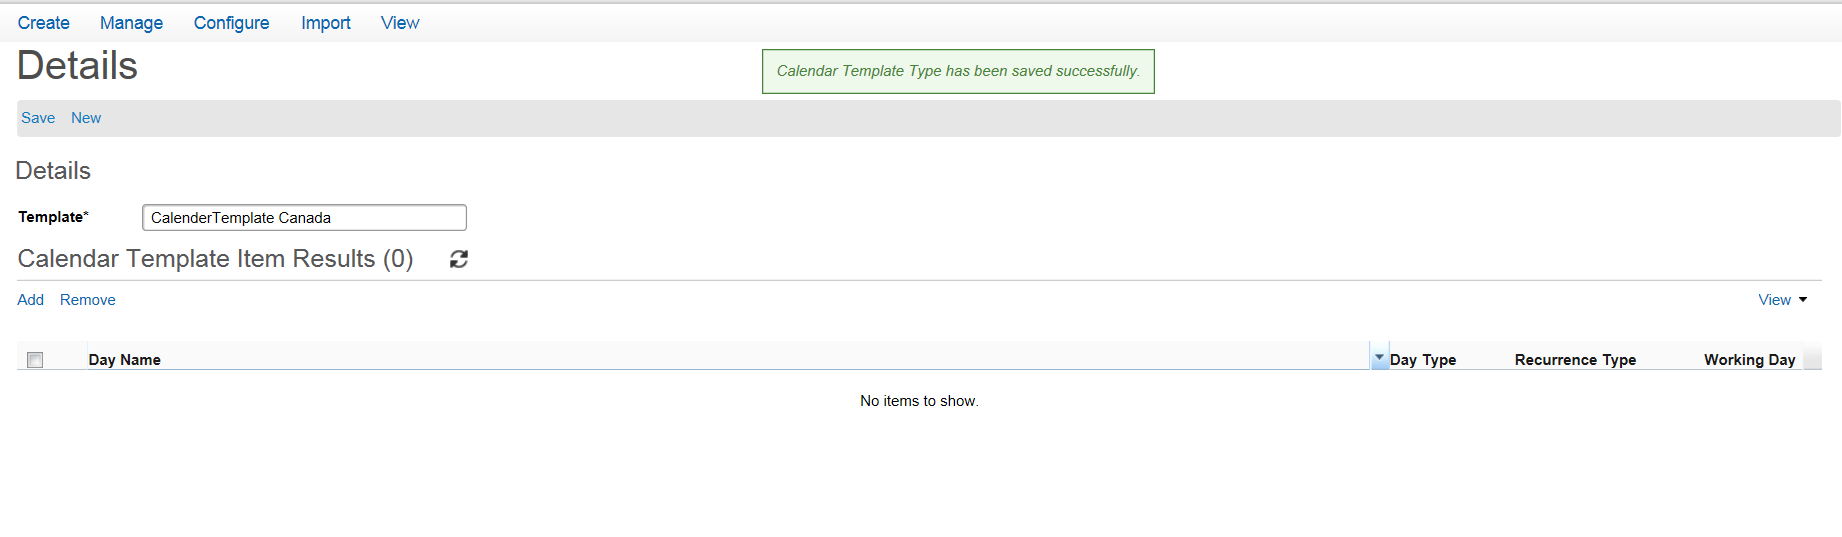 Create Manage Configure Import View
Details
Calendar Template Type has been saved successfully.
Save New
Details
Template* CalenderTemplate Canada
Calendar Template Item Results (0)
Add Remove View
Day Name Day Type Recurrence Type Working Day
No items to show.